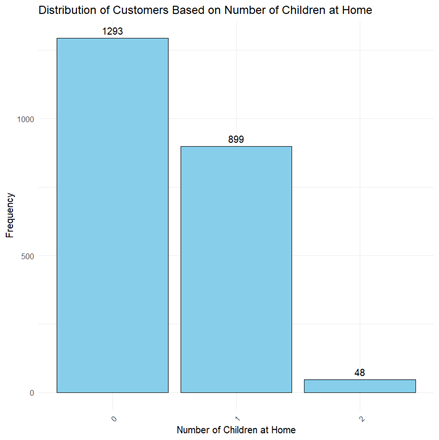 Distribution of Customers Based on Number of Children at Home
1293
1000
899
Frequency
500
48
0
0 1 2
Number of Children at Home